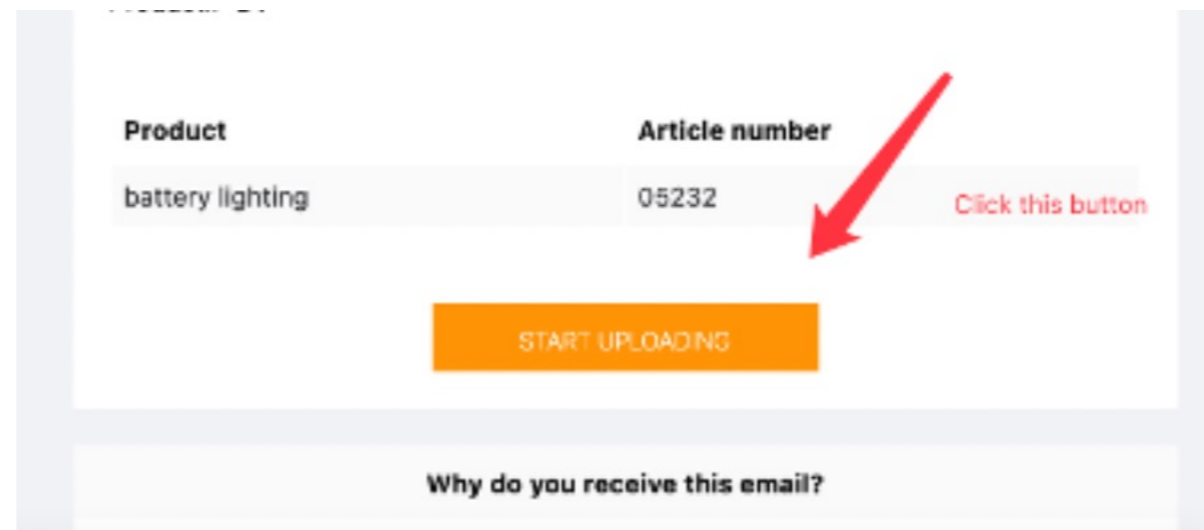 Product Article number
battery lighting 05232
Click this button
START UPLOADING
Why do you receive this email?